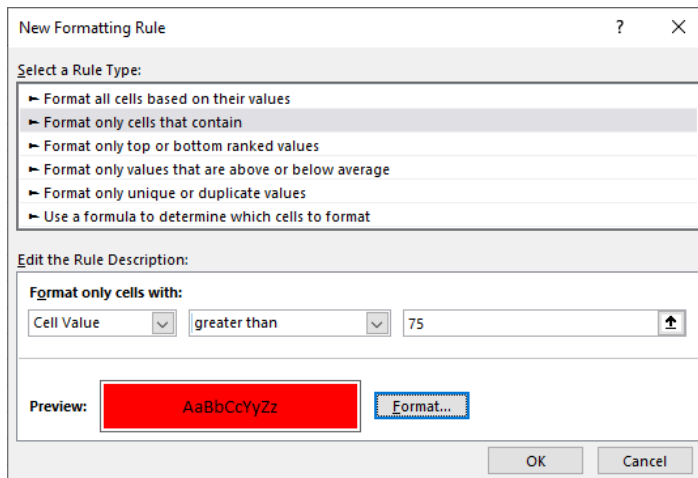 New Formatting Rule ? X
Select a Rule Type:
► Format all cells based on their values
► Format only cells that contain
► Format only top or bottom ranked values
► Format only values that are above or below average
► Format only unique or duplicate values
► Use a formula to determine which cells to format
Edit the Rule Description:
Format only cells with:
Cell Value greater than 75
Preview: AaBbCcYyZz Format...
OK Cancel